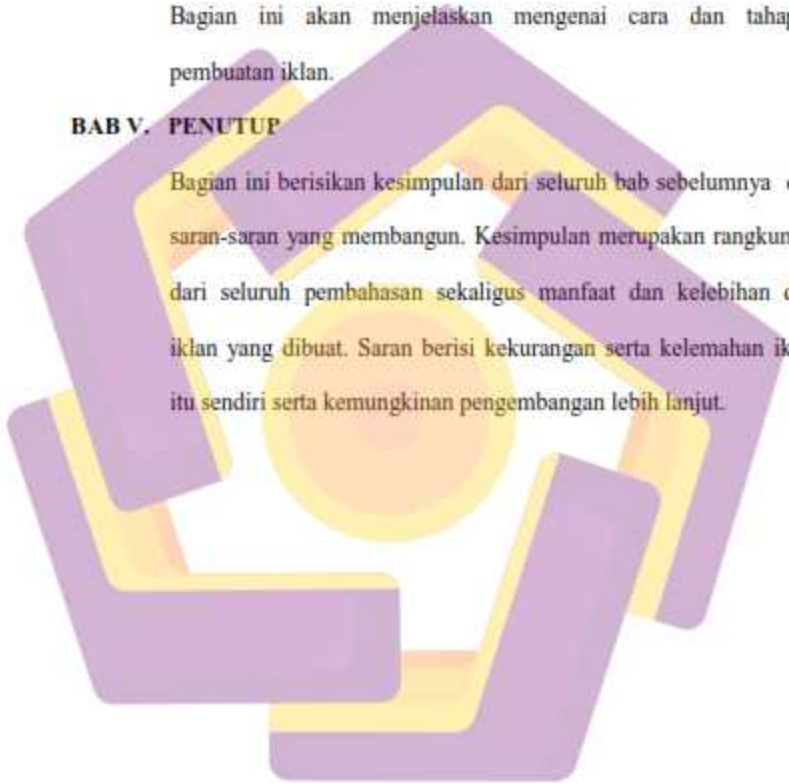 Bagian ini akan menjelaskan mengenai cara dan tahap
pembuatan iklan.
BAB V. PENUTUP
Bagian ini berisikan kesimpulan dari seluruh bab sebelumnya
saran-saran yang membangun. Kesimpulan merupakan rangkum
dari seluruh pembahasan sekaligus manfaat dan kelebihan
iklan yang dibuat. Saran berisi kekurangan serta kelemahan ik
itu sendiri serta kemungkinan pengembangan lebih lanjut.